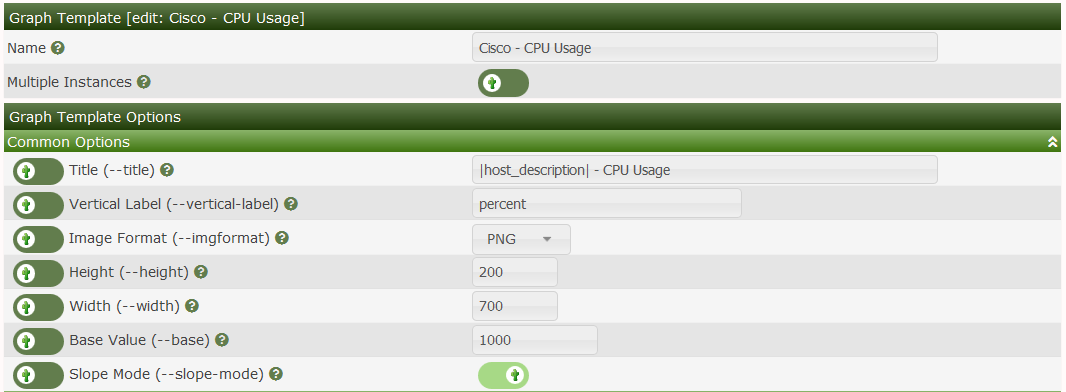 Graph Template [edit: Cisco - CPU Usage]
Name ? Cisco - CPU Usage
Multiple Instances ?
Graph Template Options
Common Options
Title (--title) ? |host_description| - CPU Usage
Vertical Label (--vertical-label) ? percent
Image Format (--imgformat) ? PNG
Height (--height) ? 200
Width (--width) ? 700
Base Value (--base) ? 1000
Slope Mode (--slope-mode) ?